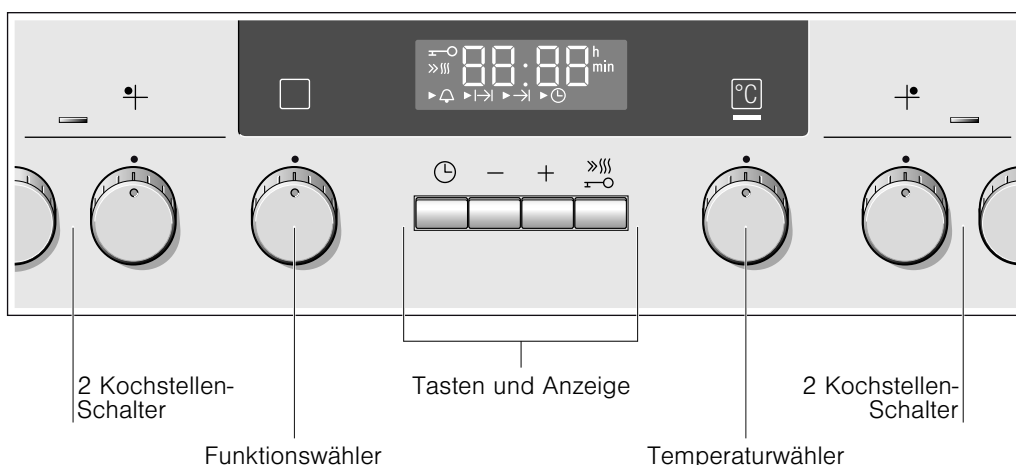 88:88 h min
°C
2 Kochstellen-
Schalter
Tasten und Anzeige
2 Kochstellen-
Schalter
Funktionswähler
Temperaturwähler